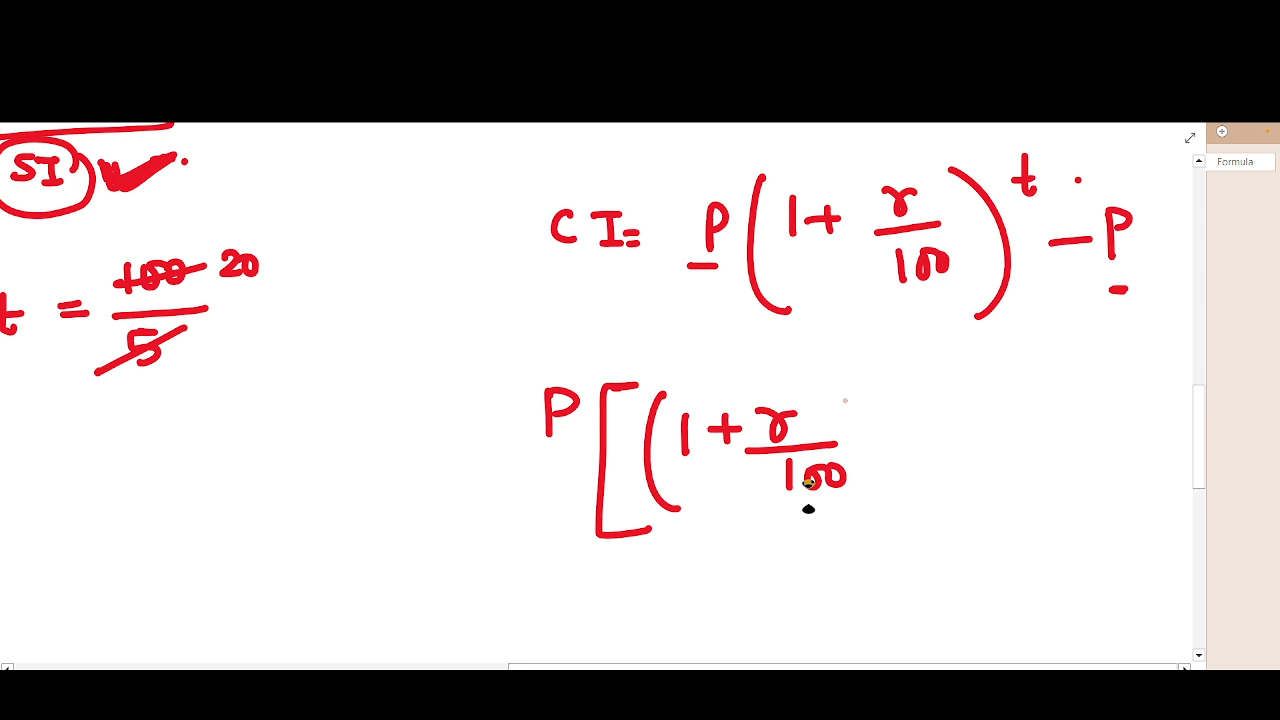 SI
t = 100/5 20
CI = P(1 + r/100)^t - P
P[(1 + r/100
Formula